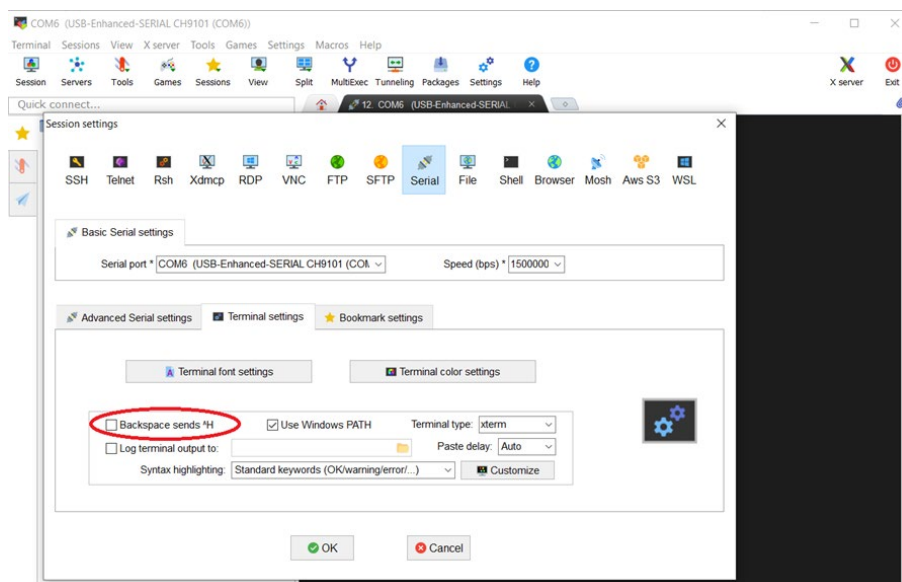 COM6 (USB-Enhanced-SERIAL CH9101 (COM6))
Terminal Sessions View X server Tools Games Settings Macros Help
Session Servers Tools Games Sessions View Split MultiExec Tunneling Packages Settings Help X server Exit
Quick connect...
12. COM6 (USB-Enhanced-SERIAL
Session settings
SSH Telnet Rsh Xdmcp RDP VNC FTP SFTP Serial File Shell Browser Mosh Aws S3 WSL
Basic Serial settings
Serial port * COM6 (USB-Enhanced-SERIAL CH9101 (COM Speed (bps) * 1500000
Advanced Serial settings Terminal settings Bookmark settings
Terminal font settings Terminal color settings
Backspace sends ^H Use Windows PATH Terminal type: xterm
Log terminal output to: Paste delay: Auto
Syntax highlighting: Standard keywords (OK/warning/error/...) Customize
OK Cancel